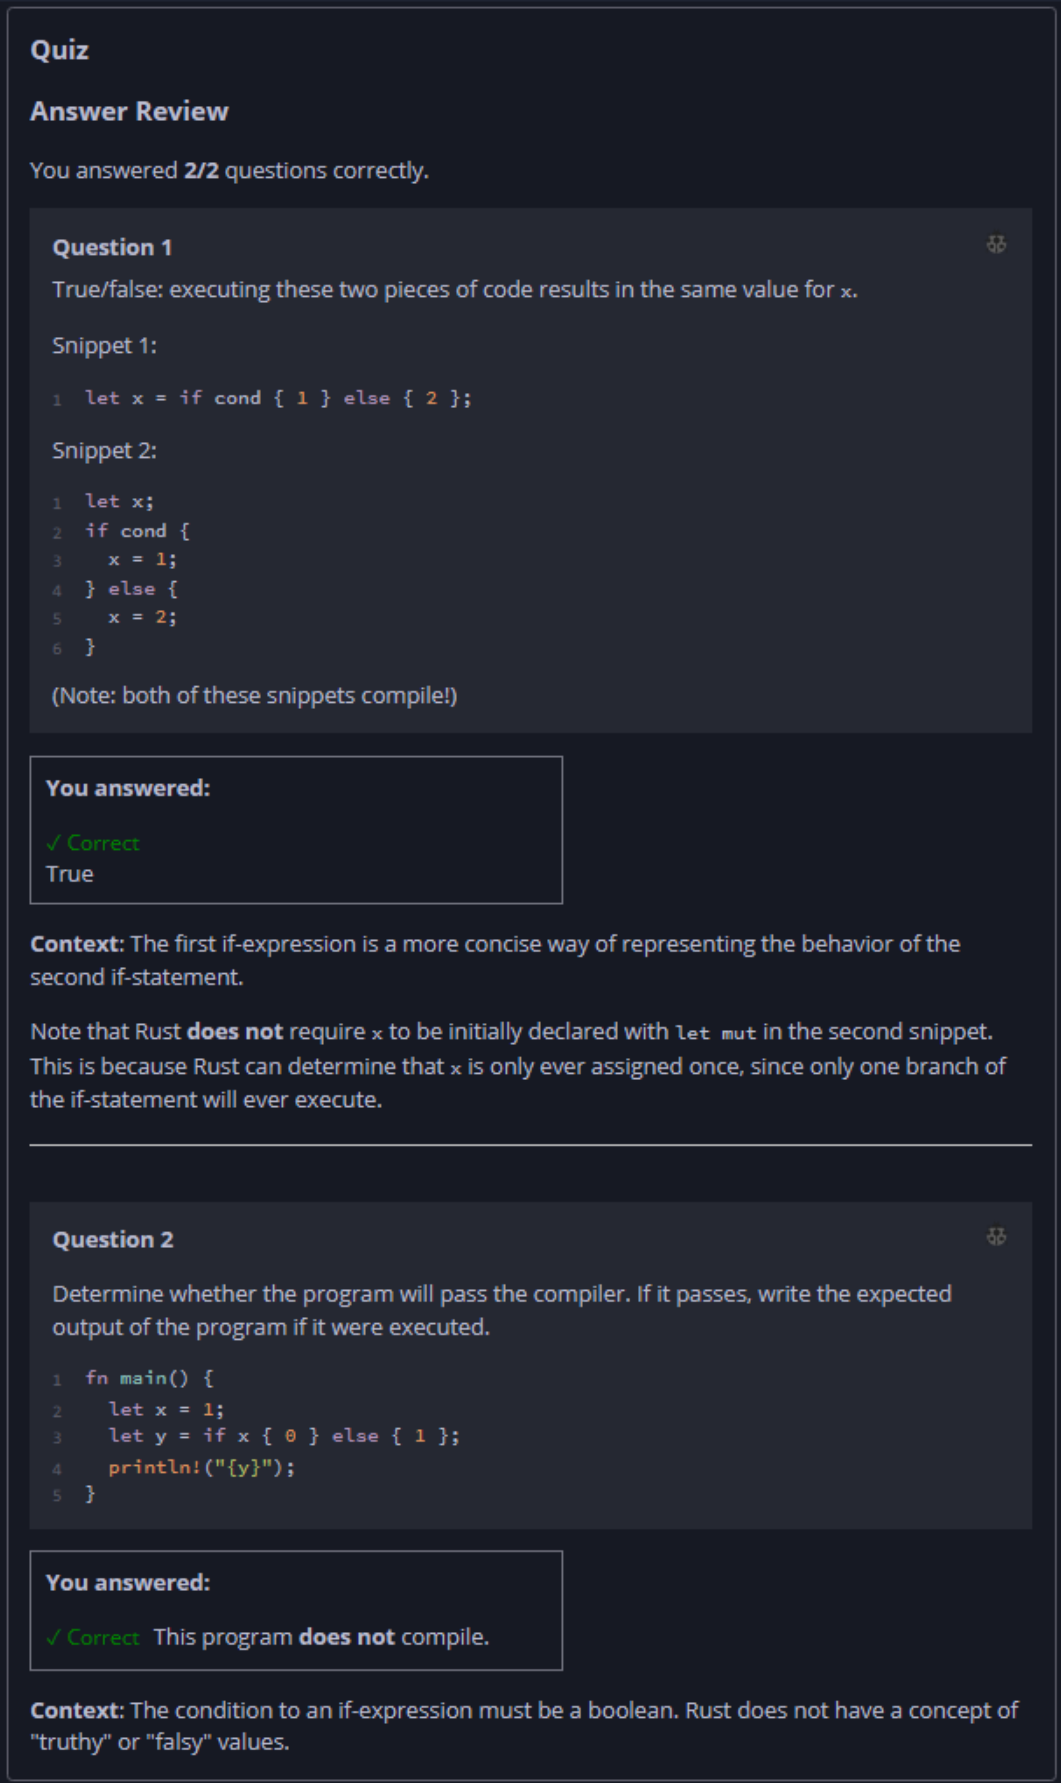 Quiz
Answer Review
You answered 2/2 questions correctly.
Question 1
True/false: executing these two pieces of code results in the same value for x.
Snippet 1:
1 let x = if cond { 1 } else { 2 };
Snippet 2:
1 let x;
2 if cond {
3   x = 1;
4 } else {
5   x = 2;
6 }
(Note: both of these snippets compile!)
You answered:
✓ Correct
True
Context: The first if-expression is a more concise way of representing the behavior of the
second if-statement.
Note that Rust does not require x to be initially declared with let mut in the second snippet.
This is because Rust can determine that x is only ever assigned once, since only one branch of
the if-statement will ever execute.
Question 2
Determine whether the program will pass the compiler. If it passes, write the expected
output of the program if it were executed.
1 fn main() {
2   let x = 1;
3   let y = if x { 0 } else { 1 };
4   println!("{y}");
5 }
You answered:
✓ Correct This program does not compile.
Context: The condition to an if-expression must be a boolean. Rust does not have a concept of
"truthy" or "falsy" values.